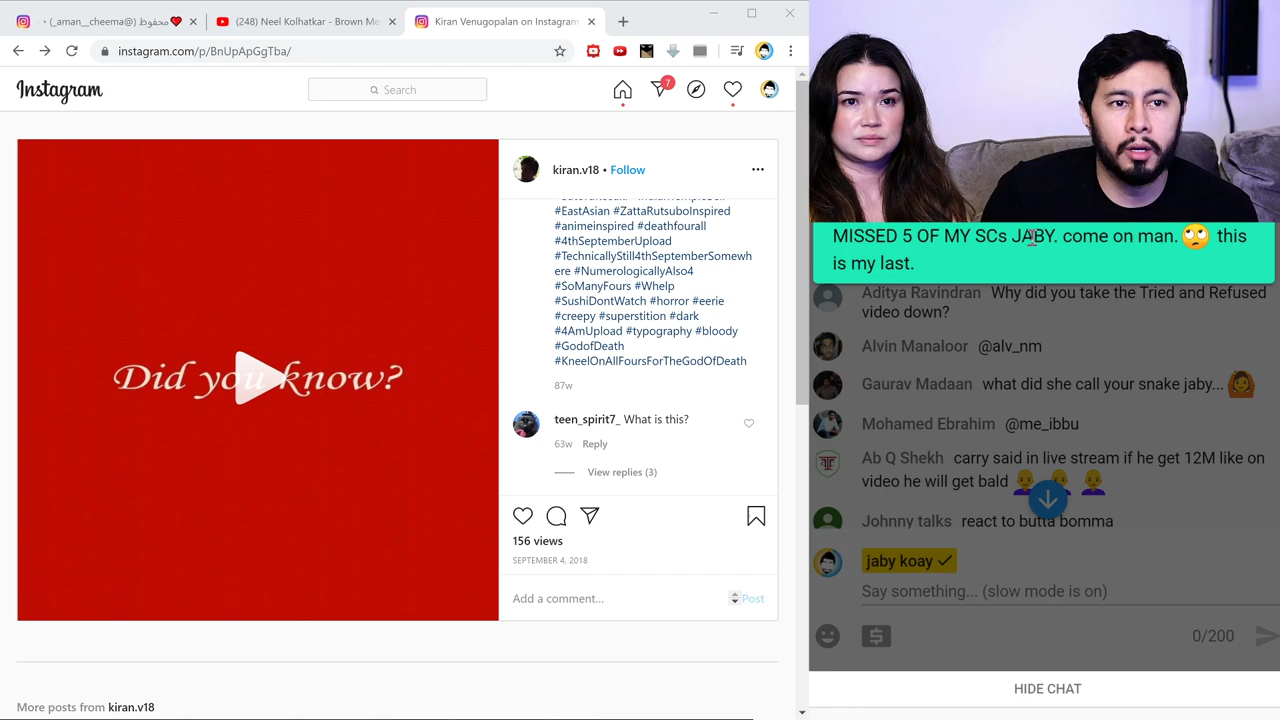 محفوظ (@aman__cheema_) •
(248) Neel Kolhatkar - Brown Me
Kiran Venugopalan on Instagram
instagram.com/p/BnUpApGgTba/
Instagram
Search
7
kiran.v18 • Follow
#EastAsian #ZattaRutsuboInspired
#animeinspired #deathfourall
#4thSeptemberUpload
#TechnicallyStill4thSeptemberSomewh
ere #NumerologicallyAlso4
#SoManyFours #Whelp
#SushiDontWatch #horror #eerie
#creepy #superstition #dark
#4AmUpload #typography #bloody
#GodofDeath
#KneelOnAllFoursForTheGodOfDeath
87w
teen_spirit7_ What is this?
63w Reply
View replies (3)
156 views
SEPTEMBER 4, 2018
Add a comment...
Post
Did you know?
More posts from kiran.v18
MISSED 5 OF MY SCs JABY. come on man. 🙄 this
is my last.
Aditya Ravindran Why did you take the Tried and Refused
video down?
Alvin Manaloor @alv_nm
Gaurav Madaan what did she call your snake jaby... 🙆
Mohamed Ebrahim @me_ibbu
Ab Q Shekh carry said in live stream if he get 12M like on
video he will get bald
Johnny talks react to butta bomma
jaby koay ✓
Say something... (slow mode is on)
0/200
HIDE CHAT